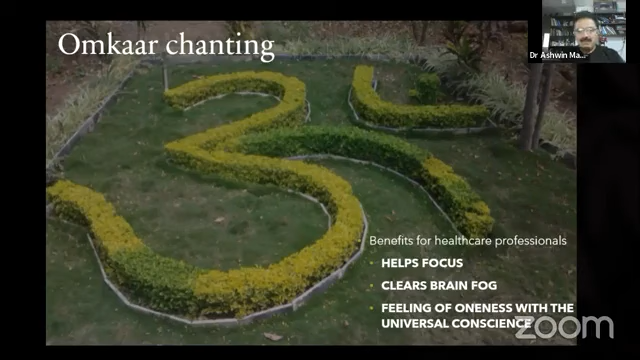 Omkaar chanting
Dr Ashwin Ma...
Benefits for healthcare professionals
HELPS FOCUS
CLEARS BRAIN FOG
FEELING OF ONENESS WITH THE
UNIVERSAL CONSCIENCE
zoom